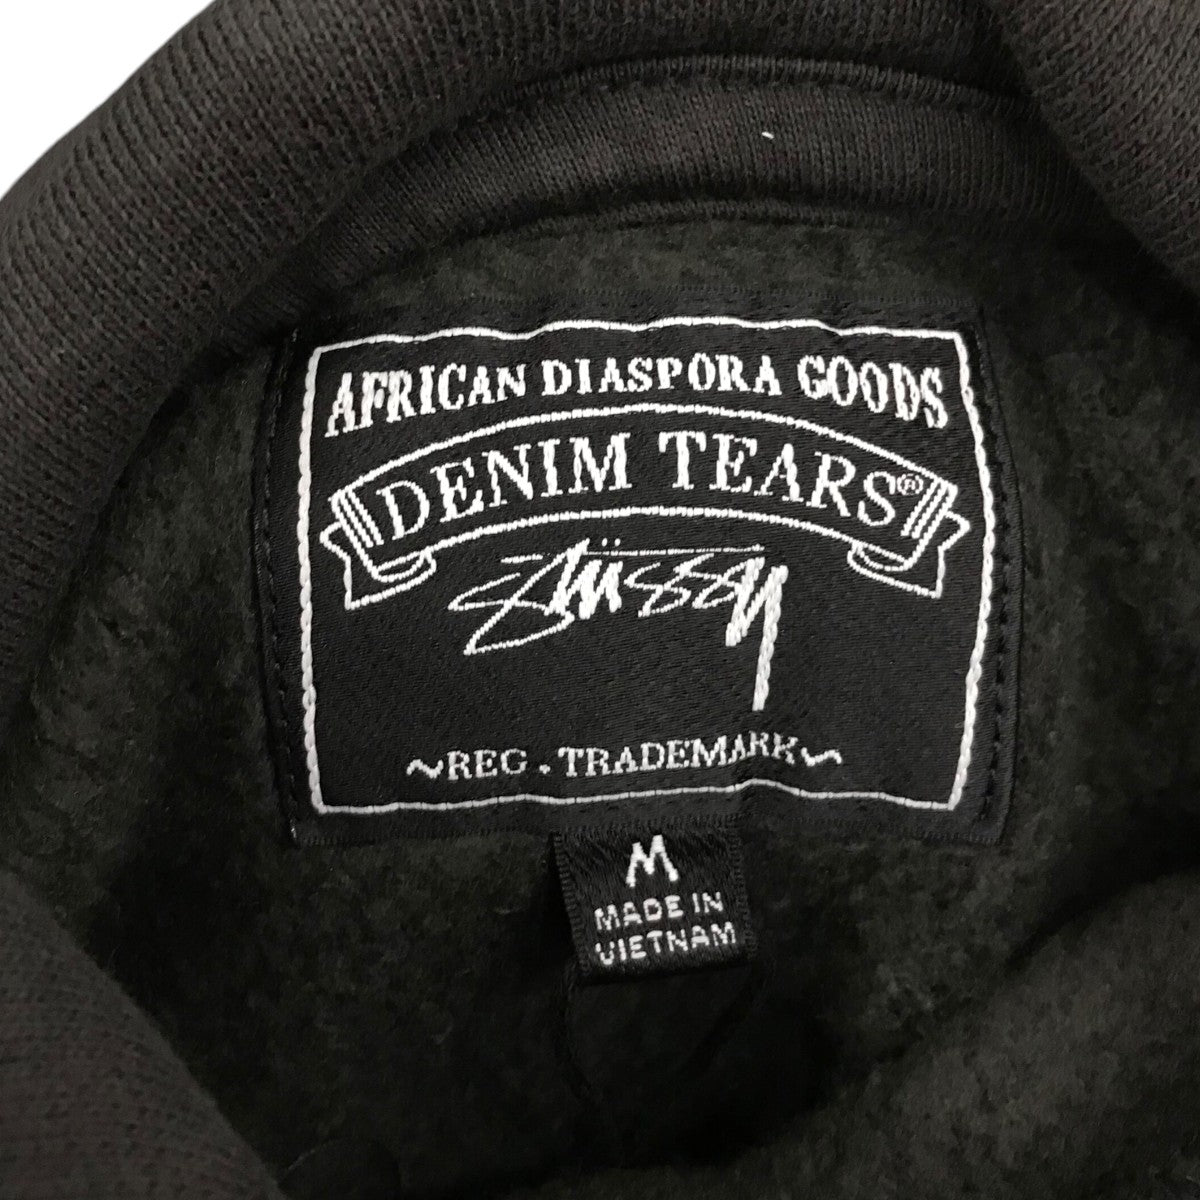 AFRICAN DIASPORA GOODS
DENIM TEARS®
Stüssy
~REG. TRADEMARK~
M
MADE IN
VIETNAM